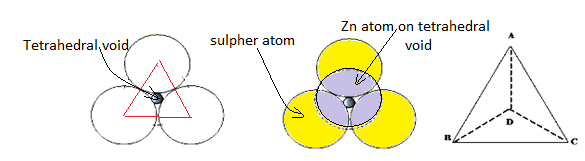 Tetrahedral void
sulpher atom
Zn atom on tetrahedral
void
A
B
D
C